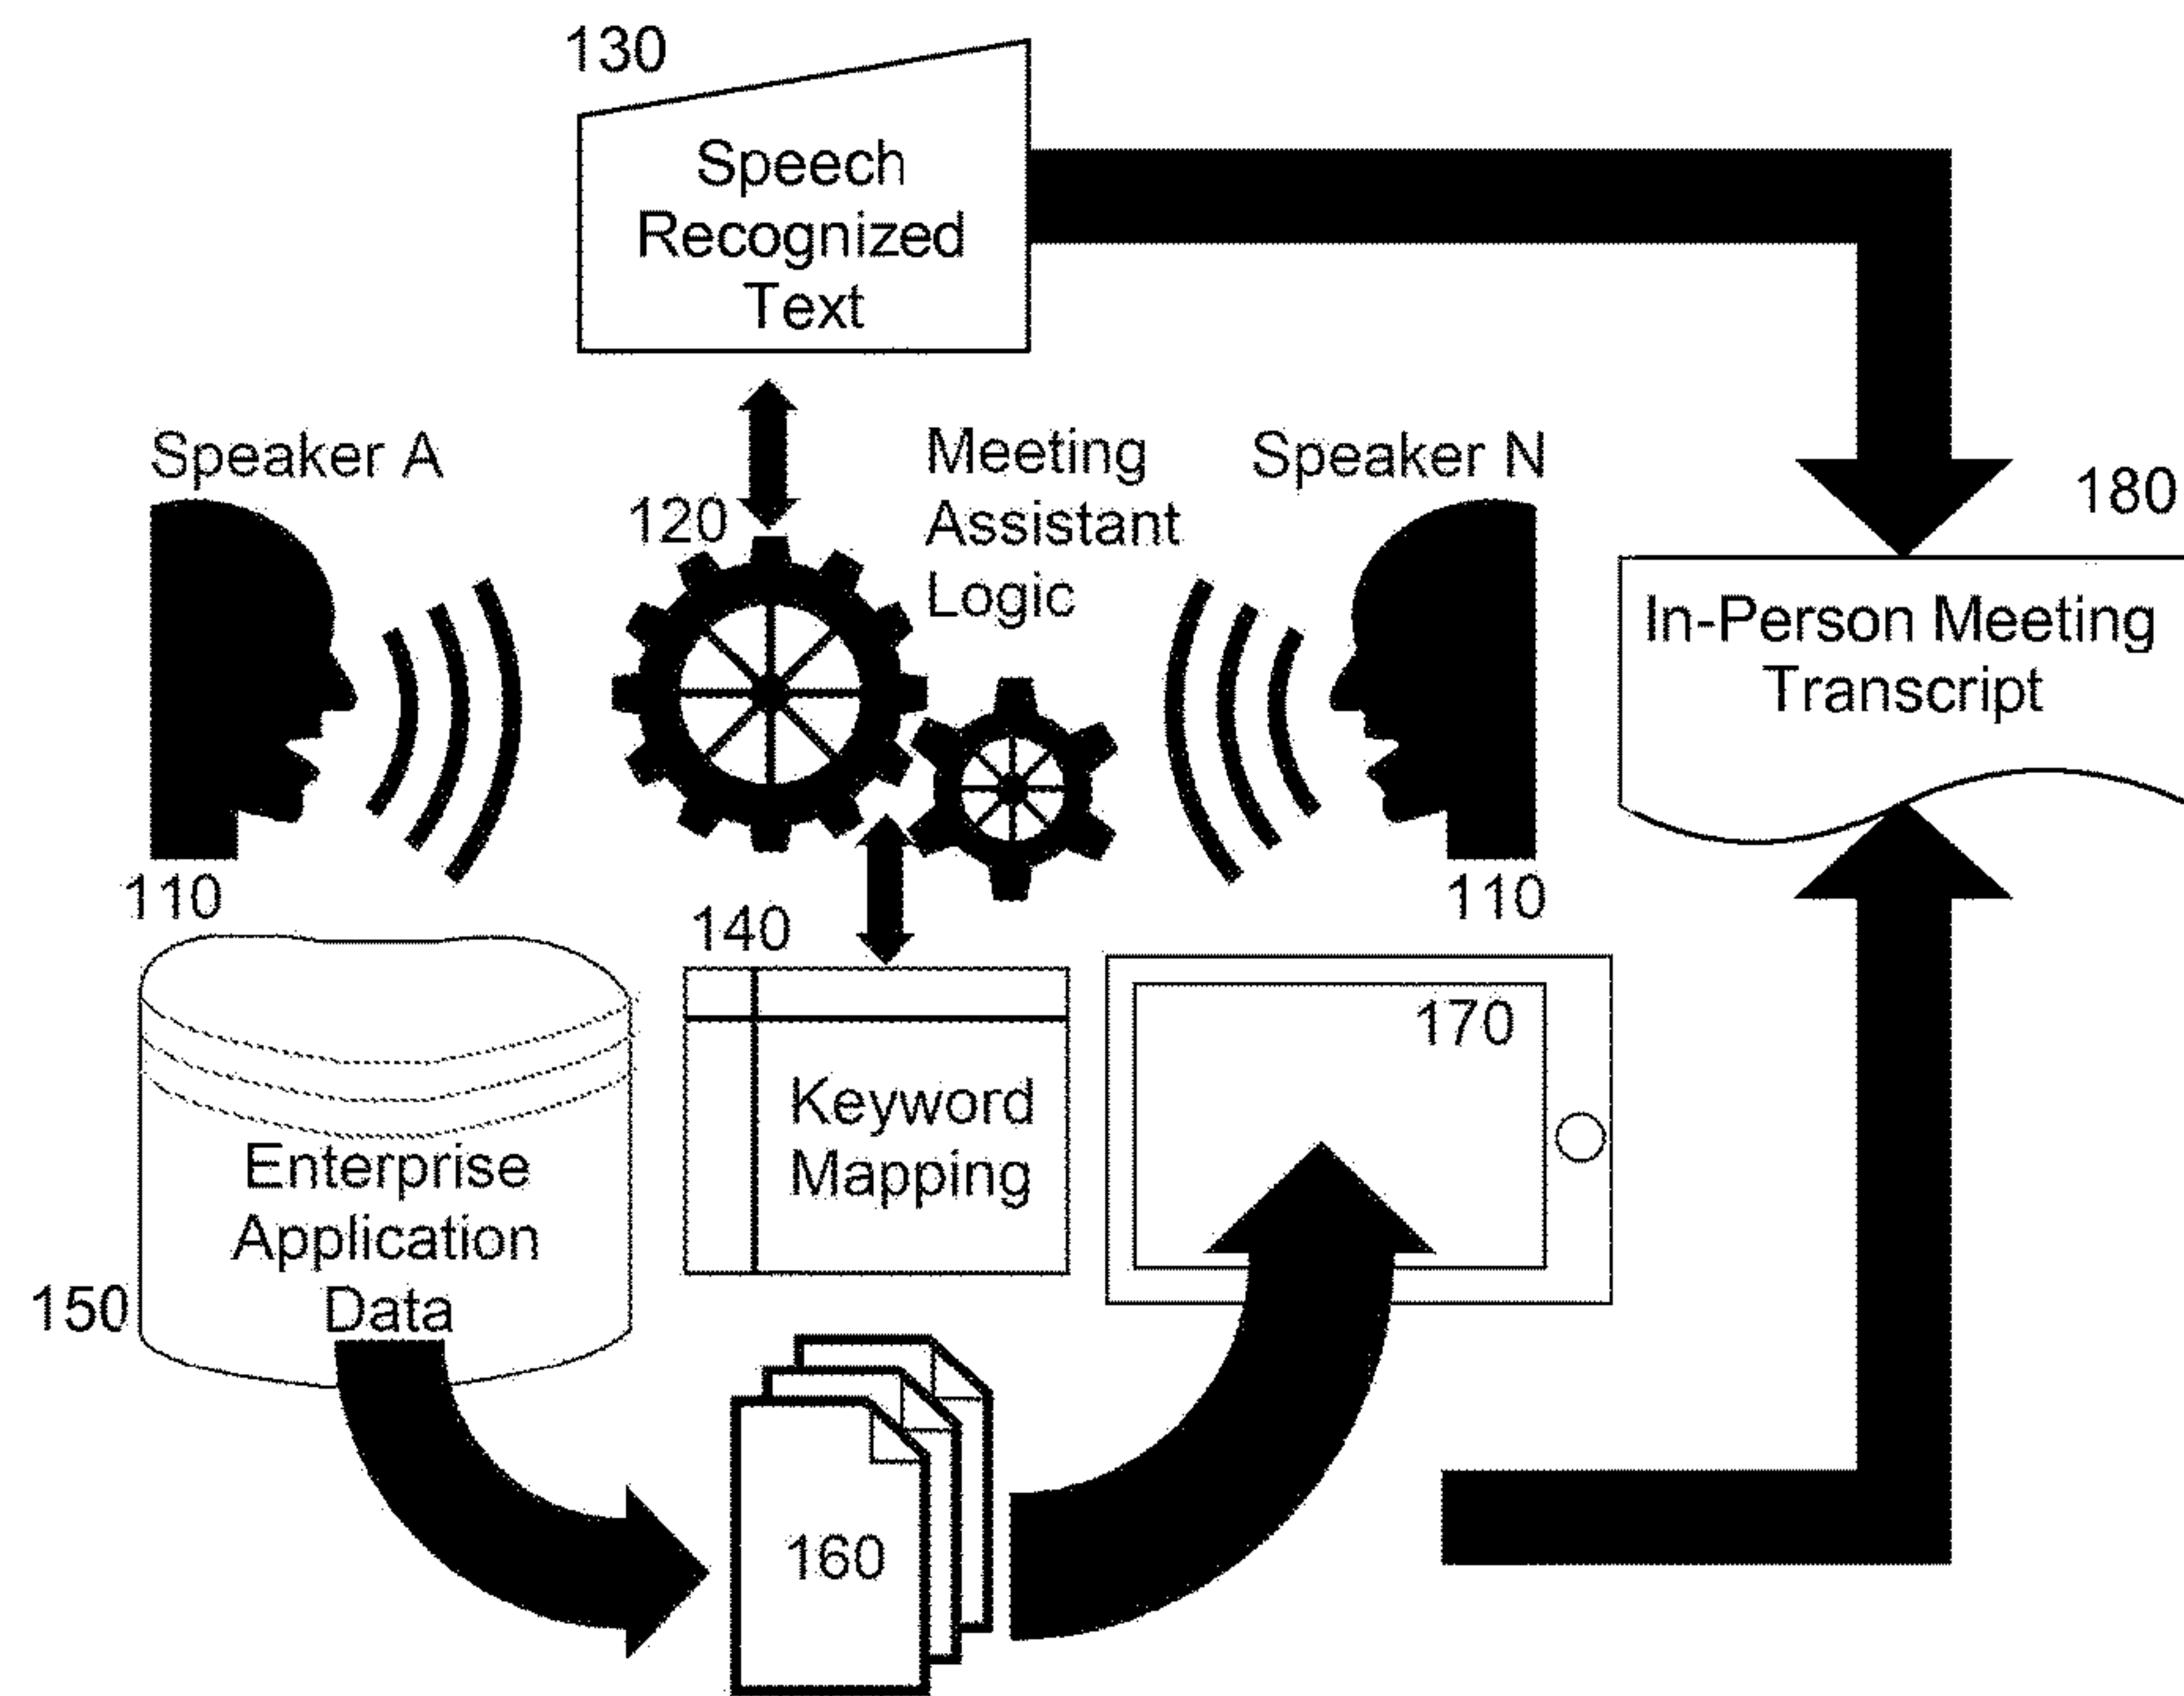 130
Speech
Recognized
Text
Speaker A
120
Meeting
Assistant
Logic
Speaker N
180
In-Person Meeting
Transcript
110
110
140
170
Keyword
Mapping
Enterprise
Application
Data
150
160